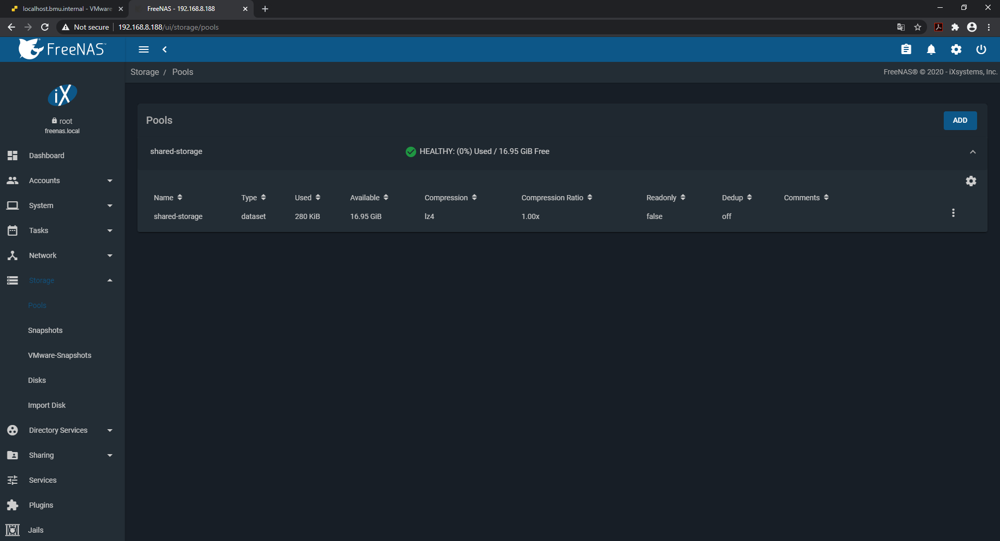 localhost.bmu.internal - VMware
FreeNAS - 192.168.8.188
Not secure
192.168.8.188/ui/storage/pools
FreeNAS™
Storage / Pools
FreeNAS® © 2020 - iXsystems, Inc.
iX
root
freenas.local
Dashboard
Accounts
System
Tasks
Network
Storage
Pools
Snapshots
VMware-Snapshots
Disks
Import Disk
Directory Services
Sharing
Services
Plugins
Jails
Pools
ADD
shared-storage
HEALTHY: (0%) Used / 16.95 GiB Free
Name Type Used Available Compression Compression Ratio Readonly Dedup Comments
shared-storage dataset 280 KiB 16.95 GiB lz4 1.00x false off